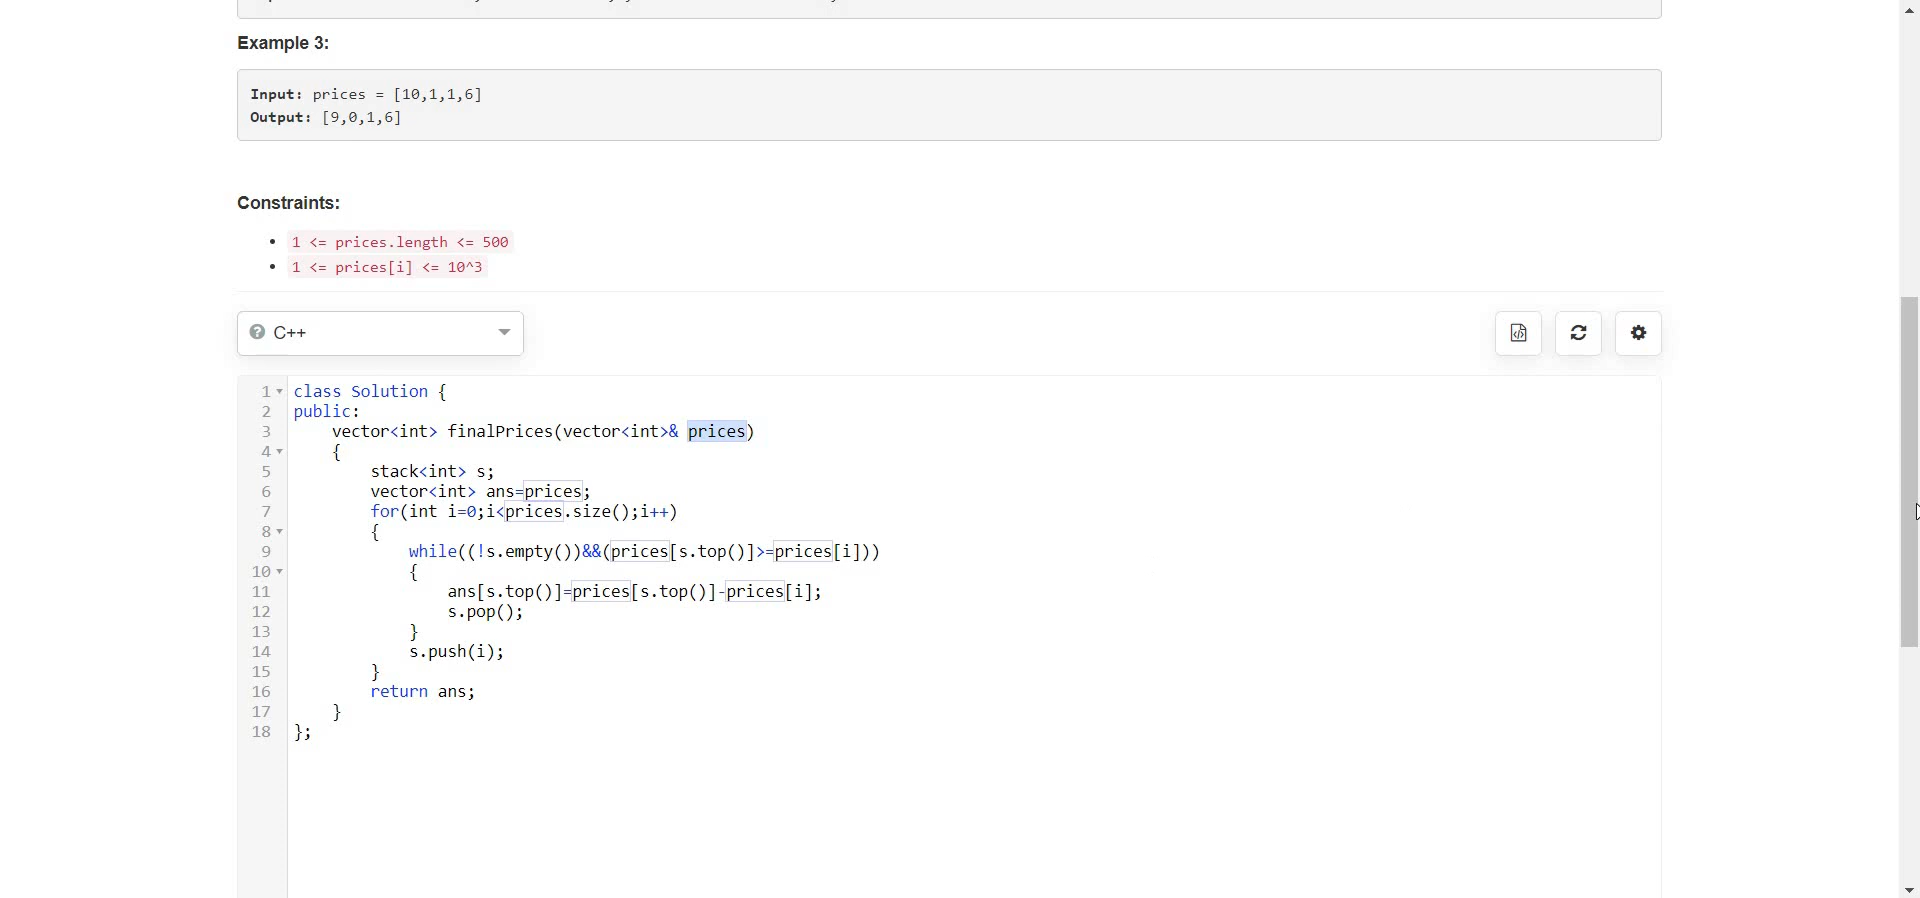 Example 3:
Input: prices = [10,1,1,6]
Output: [9,0,1,6]
Constraints:
1 <= prices.length <= 500
1 <= prices[i] <= 10^3
C++
1 class Solution {
2 public:
3 vector<int> finalPrices(vector<int>& prices)
4 {
5 stack<int> s;
6 vector<int> ans=prices;
7 for(int i=0;i<prices.size();i++)
8 {
9 while((!s.empty())&&(prices[s.top()]>=prices[i]))
10 {
11 ans[s.top()]=prices[s.top()]-prices[i];
12 s.pop();
13 }
14 s.push(i);
15 }
16 return ans;
17 }
18 };